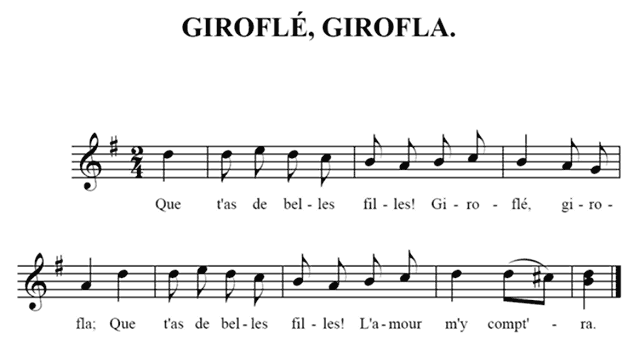 GIROFLÉ, GIROFLA.
2
4
Que t'as de bel - les fil - les! Gi - ro - flé, gi - ro -
fla; Que t'as de bel - les fil - les! L'a-mour m'y compt' - ra.